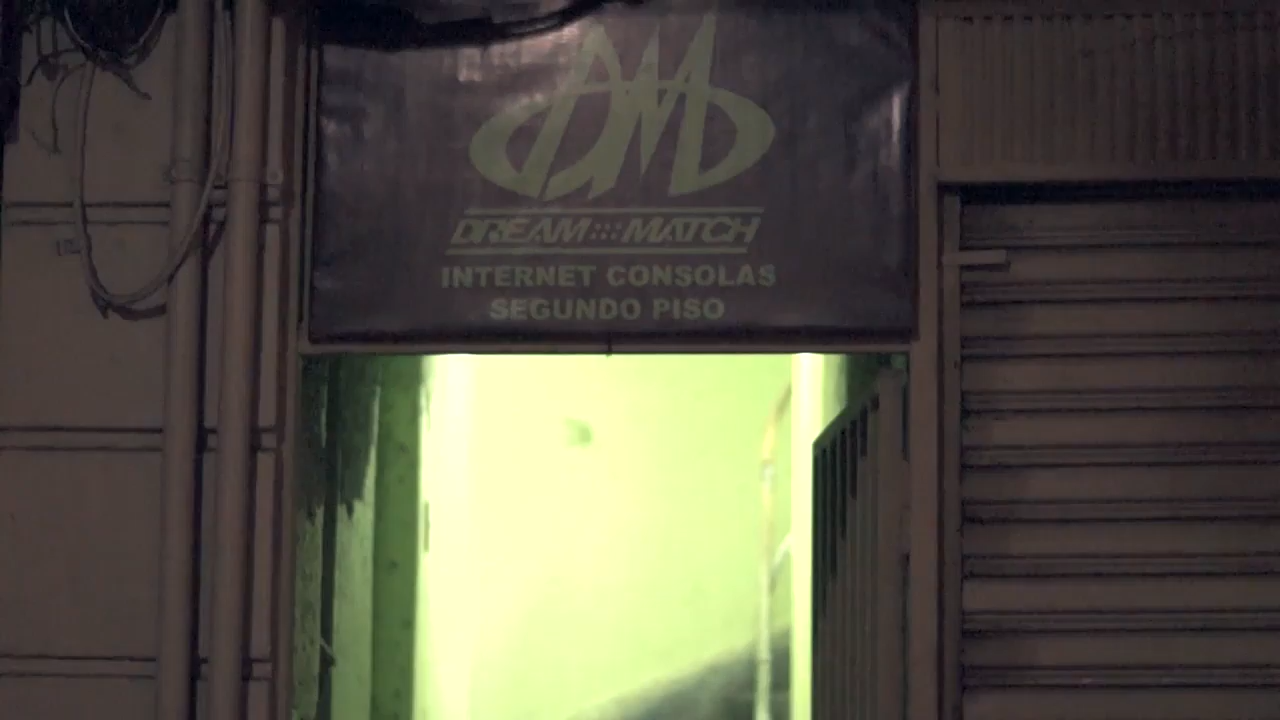 DM
DREAM MATCH
INTERNET CONSOLAS
SEGUNDO PISO